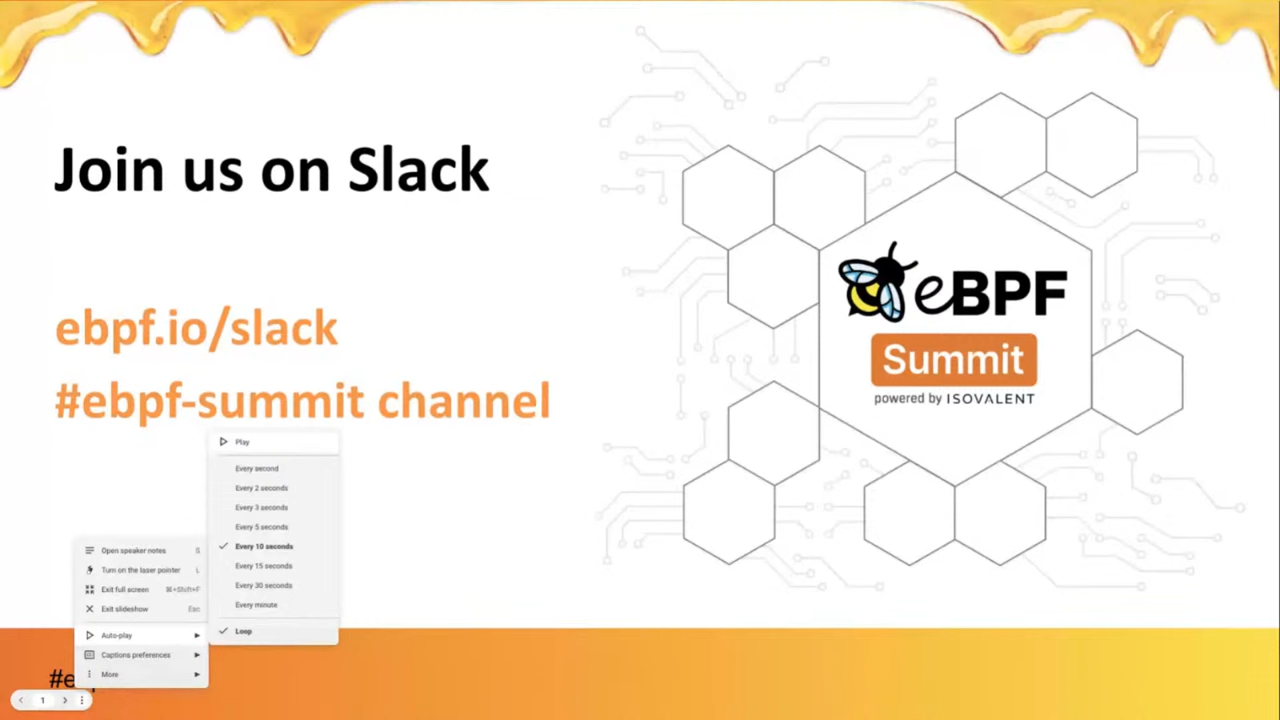 Join us on Slack
ebpf.io/slack
#ebpf-summit channel
eBPF
Summit
powered by ISOVALENT
Play
Every second
Every 2 seconds
Every 3 seconds
Every 5 seconds
Every 10 seconds
Every 15 seconds
Every 30 seconds
Every minute
Loop
Open speaker notes S
Turn on the laser pointer L
Exit full screen ⌘+Shift+F
Exit slideshow Esc
Auto-play
Captions preferences
More
1